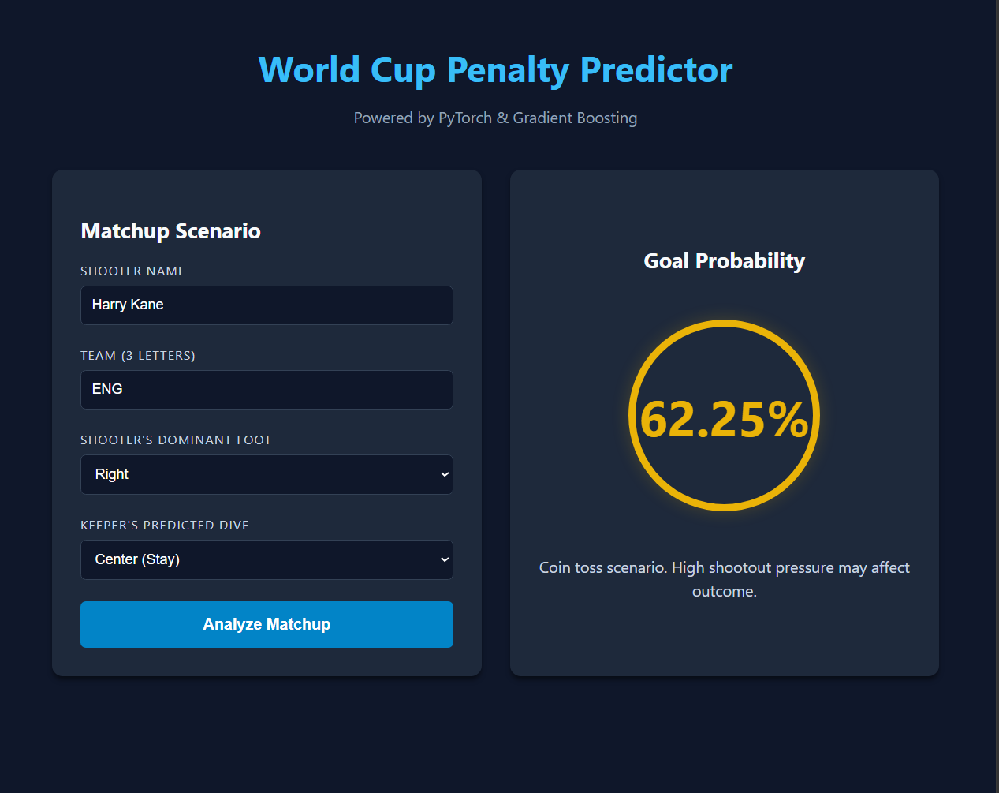 World Cup Penalty Predictor
Powered by PyTorch & Gradient Boosting
Matchup Scenario
SHOOTER NAME
Harry Kane
TEAM (3 LETTERS)
ENG
SHOOTER'S DOMINANT FOOT
Right
KEEPER'S PREDICTED DIVE
Center (Stay)
Analyze Matchup
Goal Probability
62.25%
Coin toss scenario. High shootout pressure may affect
outcome.